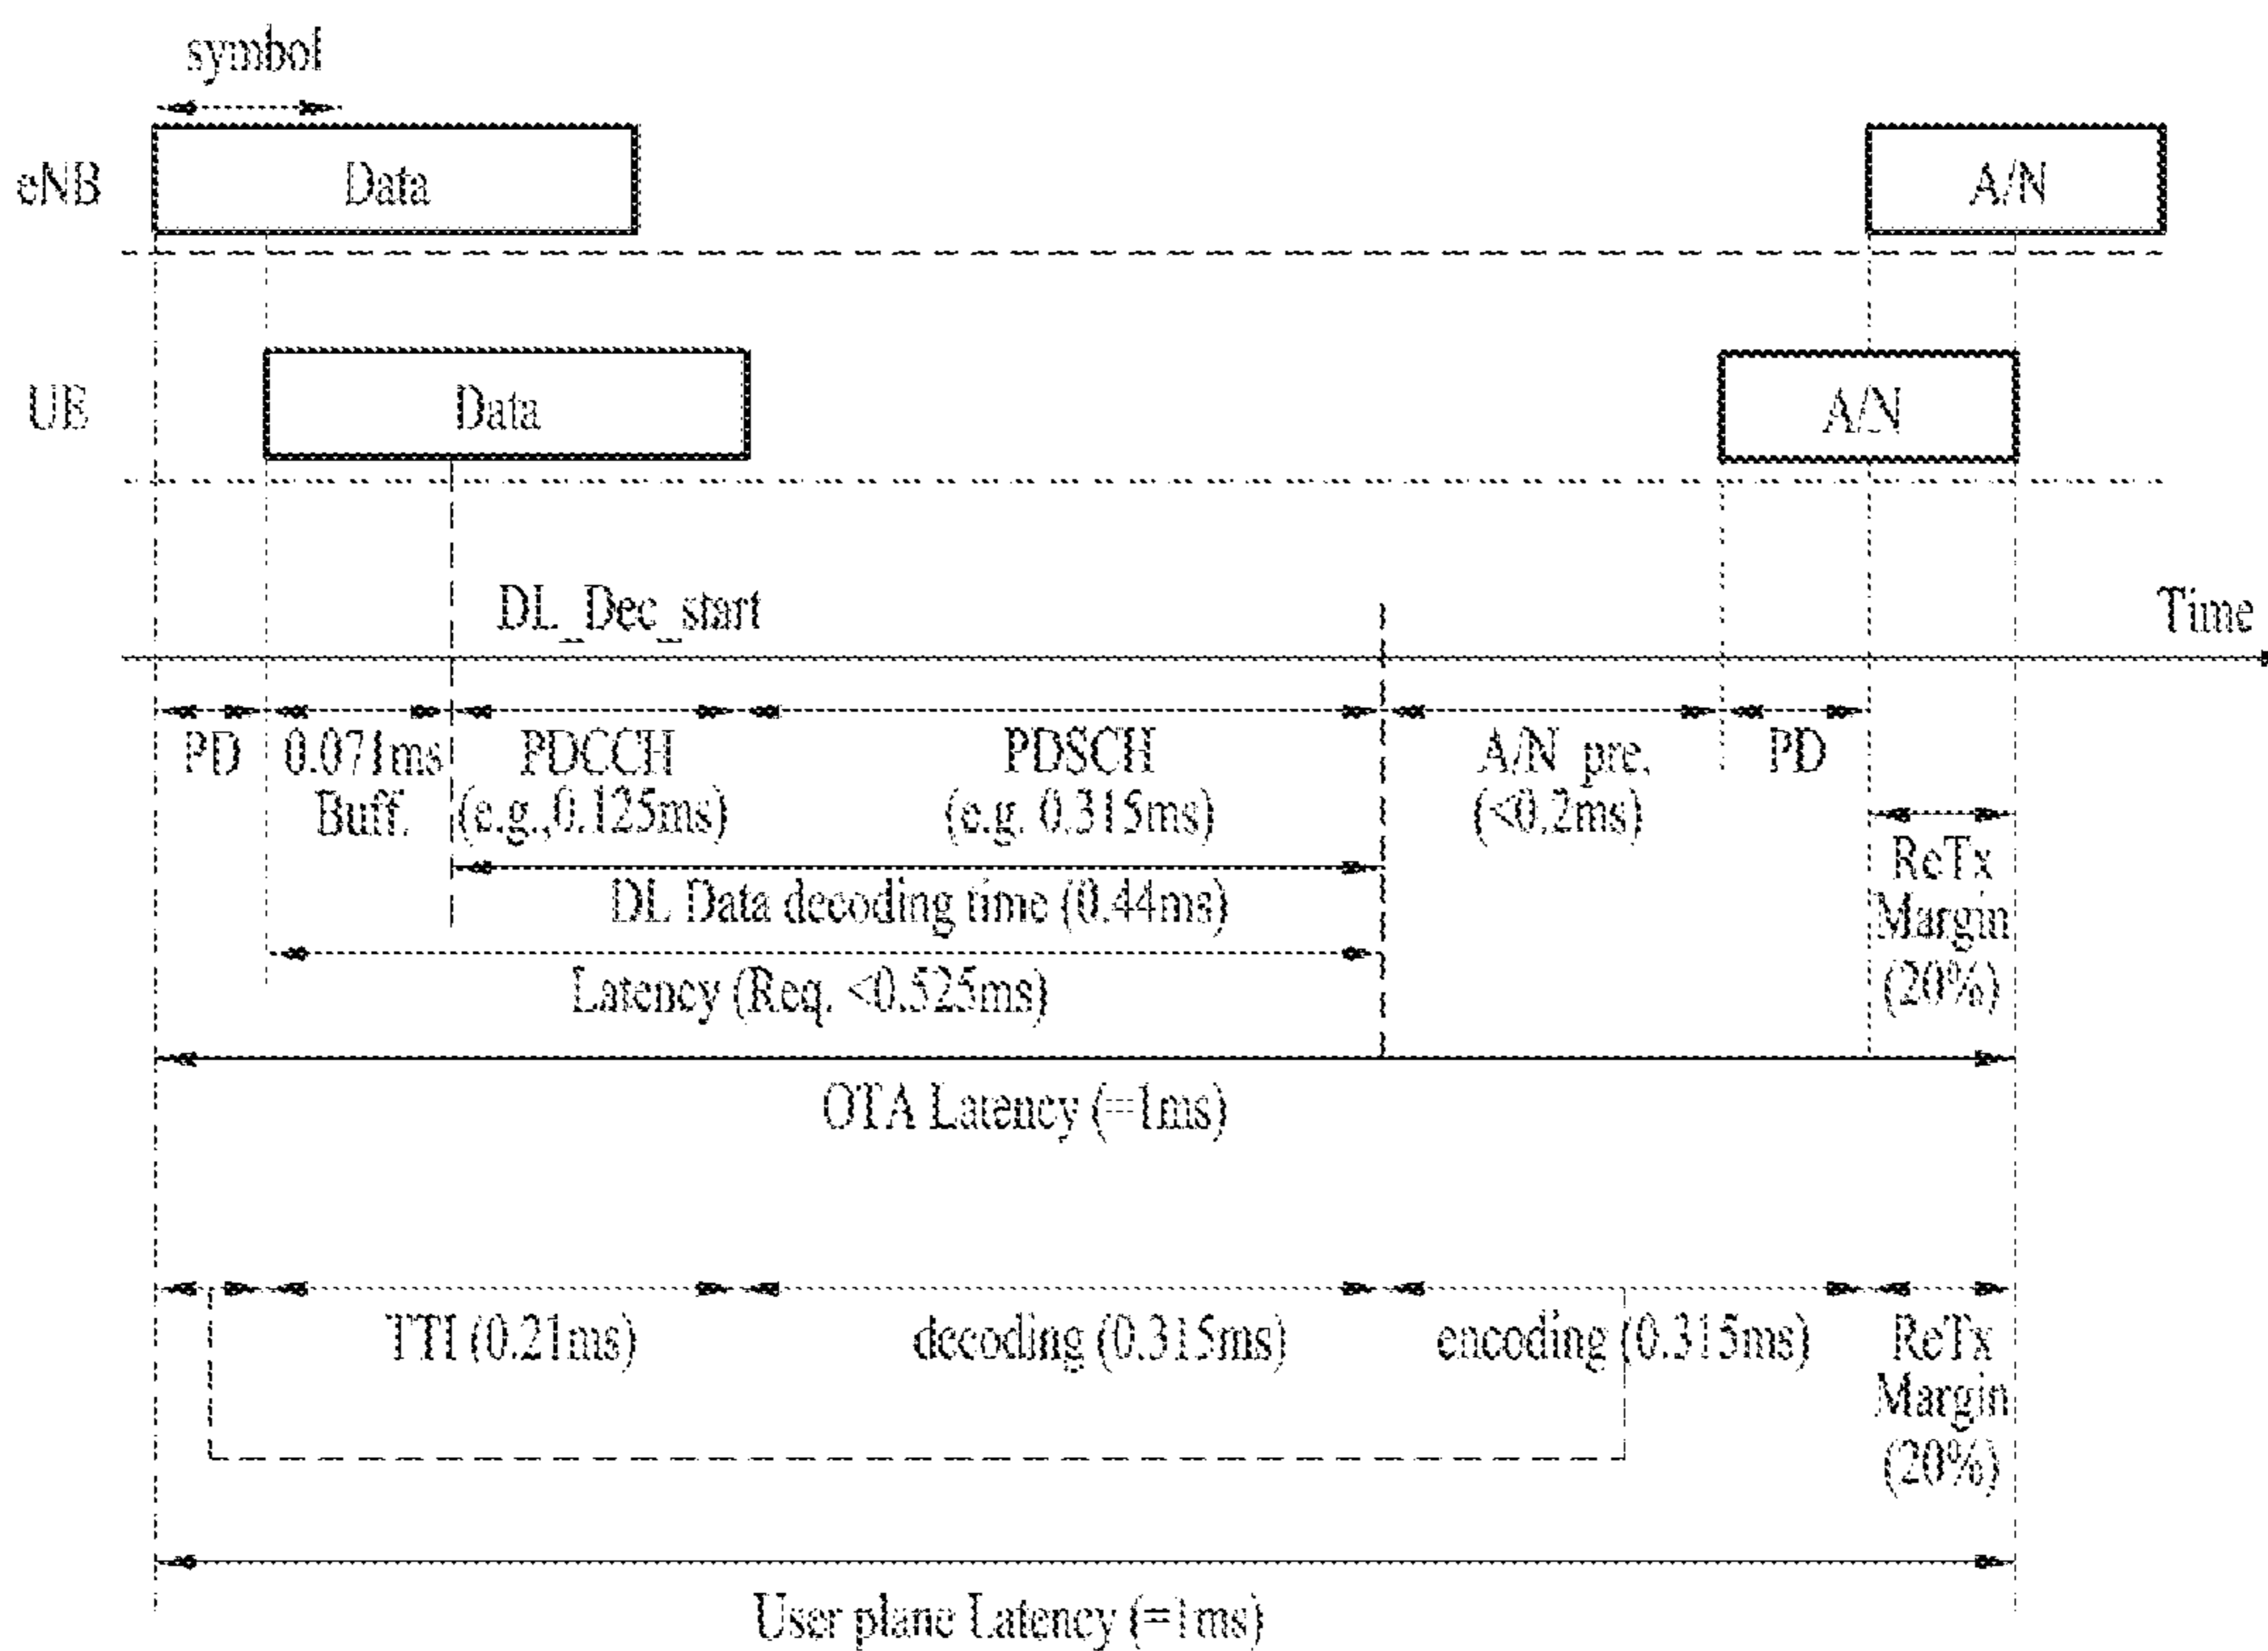 symbol
eNB
Data
A/N
UE
Data
A/N
DL_Dec_start
Time
PD
0.071ms
Buff.
PDCCH
(e.g.,0.125ms)
PDSCH
(e.g. 0.315ms)
A/N pre.
(<0.2ms)
PD
ReTx
Margin
(20%)
DL Data decoding time (0.44ms)
Latency (Req. <0.525ms)
OTA Latency (=1ms)
TTI (0.21ms)
decoding (0.315ms)
encoding (0.315ms)
ReTx
Margin
(20%)
User plane Latency (=1ms)